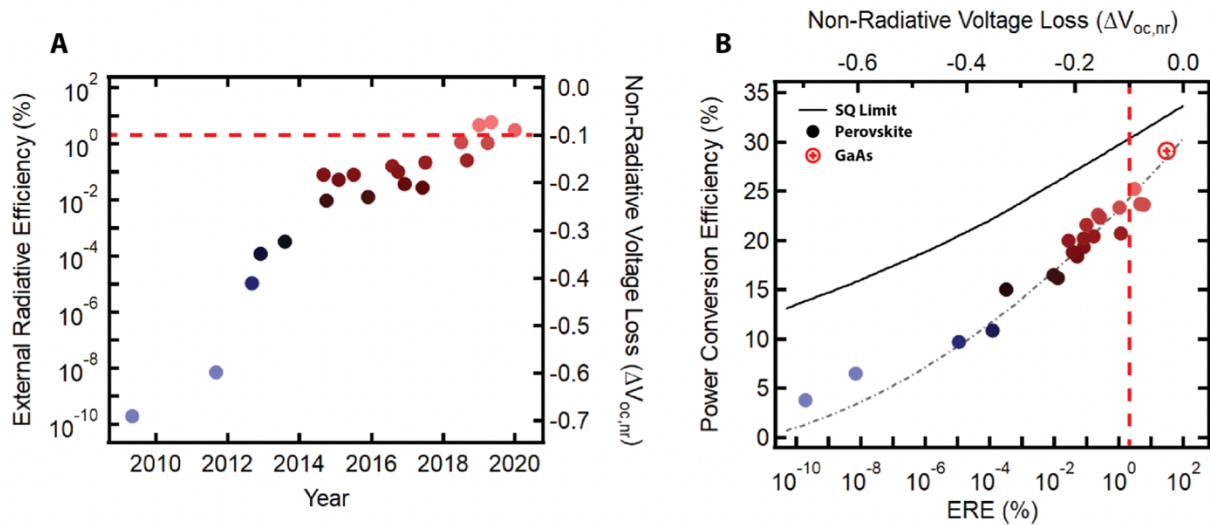 A
External Radiative Efficiency (%)
10^2
0
10^0
10^-2
10^-4
10^-6
10^-8
10^-10
0.0
-0.1
-0.2
-0.3
-0.4
-0.5
-0.6
-0.7
Non-Radiative Voltage Loss (ΔV_oc,nr)
2010 2012 2014 2016 2018 2020
Year
B
Non-Radiative Voltage Loss (ΔV_oc,nr)
-0.6 -0.4 -0.2 0.0
Power Conversion Efficiency (%)
35
30
25
20
15
10
5
0
SQ Limit
Perovskite
GaAs
10^-10 10^-8 10^-6 10^-4 10^-2 10^0 10^2
ERE (%)